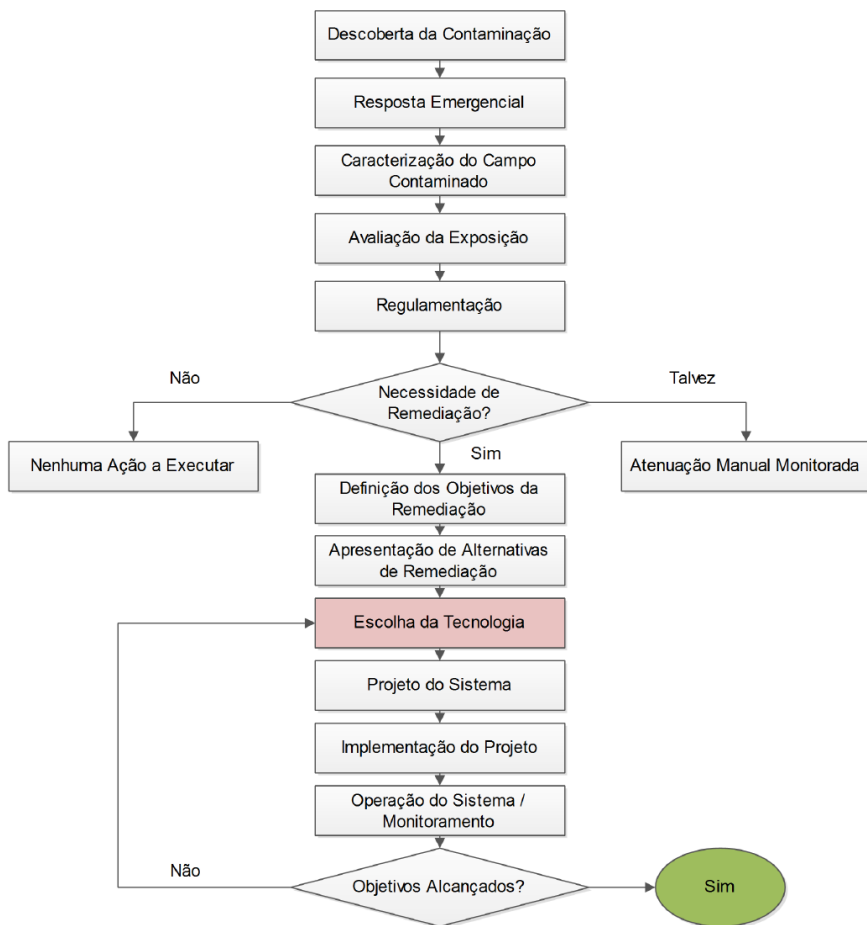 Descoberta da Contaminação
Resposta Emergencial
Caracterização do Campo
Contaminado
Avaliação da Exposição
Regulamentação
Não
Necessidade de
Remediação?
Talvez
Nenhuma Ação a Executar
Sim
Atenuação Manual Monitorada
Definição dos Objetivos da
Remediação
Apresentação de Alternativas
de Remediação
Escolha da Tecnologia
Projeto do Sistema
Implementação do Projeto
Operação do Sistema /
Monitoramento
Não
Objetivos Alcançados?
Sim